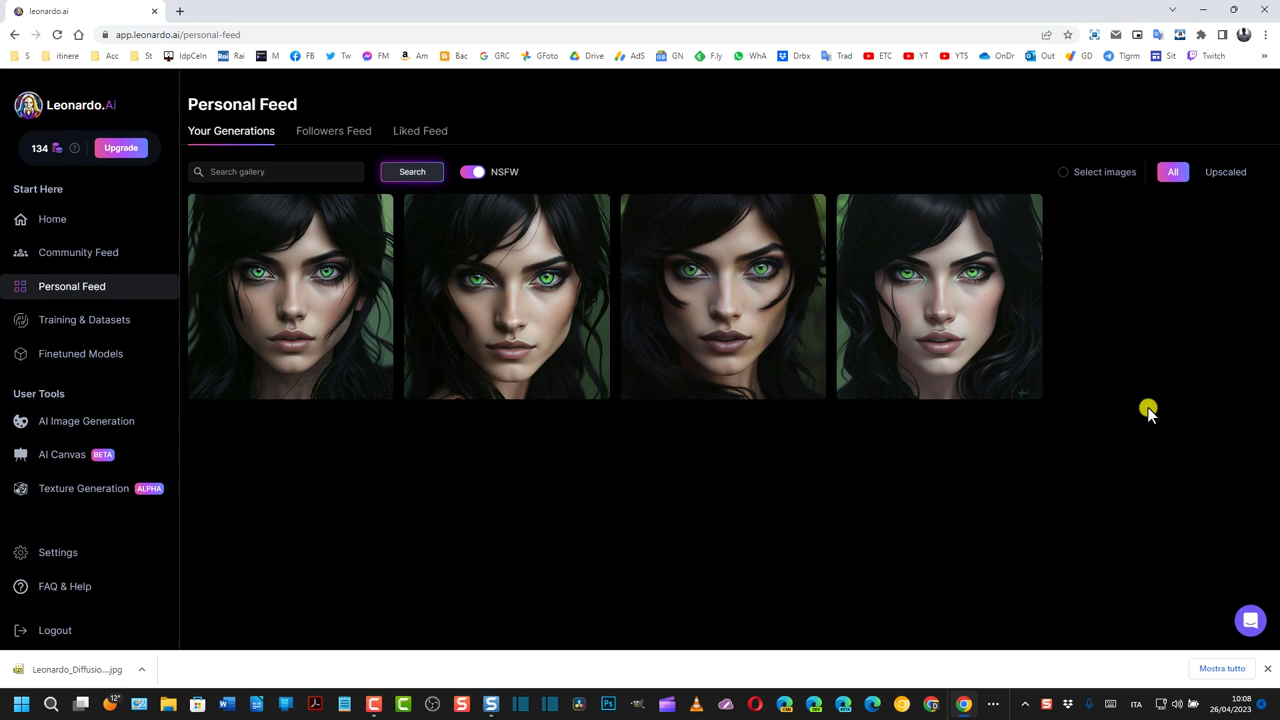 leonardo.ai
app.leonardo.ai/personal-feed
S itinere Acc St IdpCeIn Rai M FB Tw FM Am Bac GRC GFoto Drive AdS GN F.ly WhA Drbx Trad ETC YT YTS OnDr Out GD Tlgrm Sit Twitch »
Leonardo.Ai
134 Upgrade
Start Here
Home
Community Feed
Personal Feed
Training & Datasets
Finetuned Models
User Tools
AI Image Generation
AI Canvas BETA
Texture Generation ALPHA
Settings
FAQ & Help
Logout
Personal Feed
Your Generations Followers Feed Liked Feed
Search gallery Search NSFW Select images All Upscaled
Leonardo_Diffusio....jpg Mostra tutto
12° ITA 10:08
26/04/2023